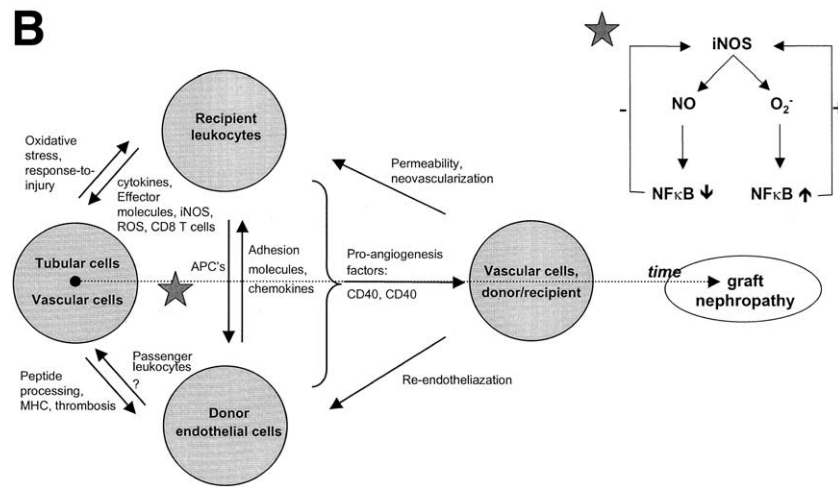 B
iNOS
NO
O₂⁻
-
NFκB
NFκB
Recipient
leukocytes
Oxidative
stress,
response-to-
injury
cytokines,
Effector
molecules, iNOS,
ROS, CD8 T cells
Permeability,
neovascularization
Tubular cells
Vascular cells
APC's
Adhesion
molecules,
chemokines
Pro-angiogenesis
factors:
CD40, CD40
Vascular cells,
donor/recipient
time
graft
nephropathy
Passenger
leukocytes
?
Peptide
processing,
MHC, thrombosis
Donor
endothelial cells
Re-endotheliazation